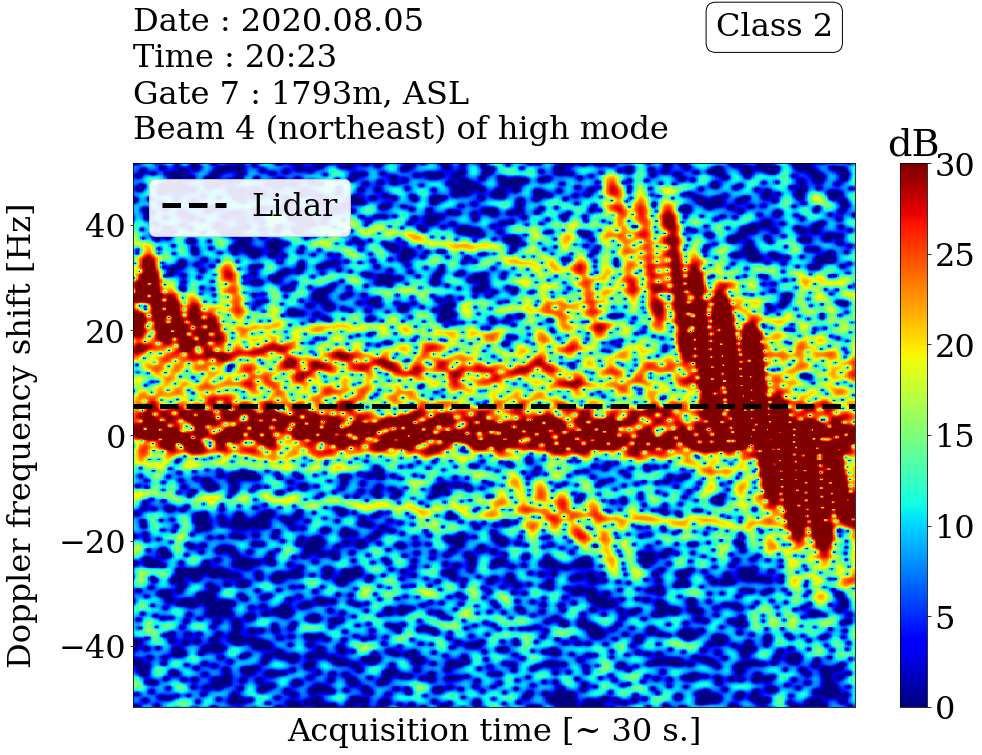 Date : 2020.08.05
Time : 20:23
Gate 7 : 1793m, ASL
Beam 4 (northeast) of high mode
Class 2
dB
Lidar
Doppler frequency shift [Hz]
40
20
0
−20
−40
Acquisition time [~ 30 s.]
30
25
20
15
10
5
0